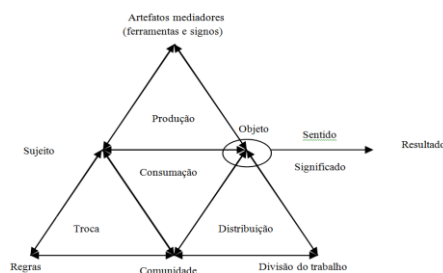 Artefatos mediadores
(ferramentas e signos)
Produção
Objeto
Sentido
Sujeito
Resultado
Consumação
Significado
Troca
Distribuição
Regras
Comunidade
Divisão do trabalho